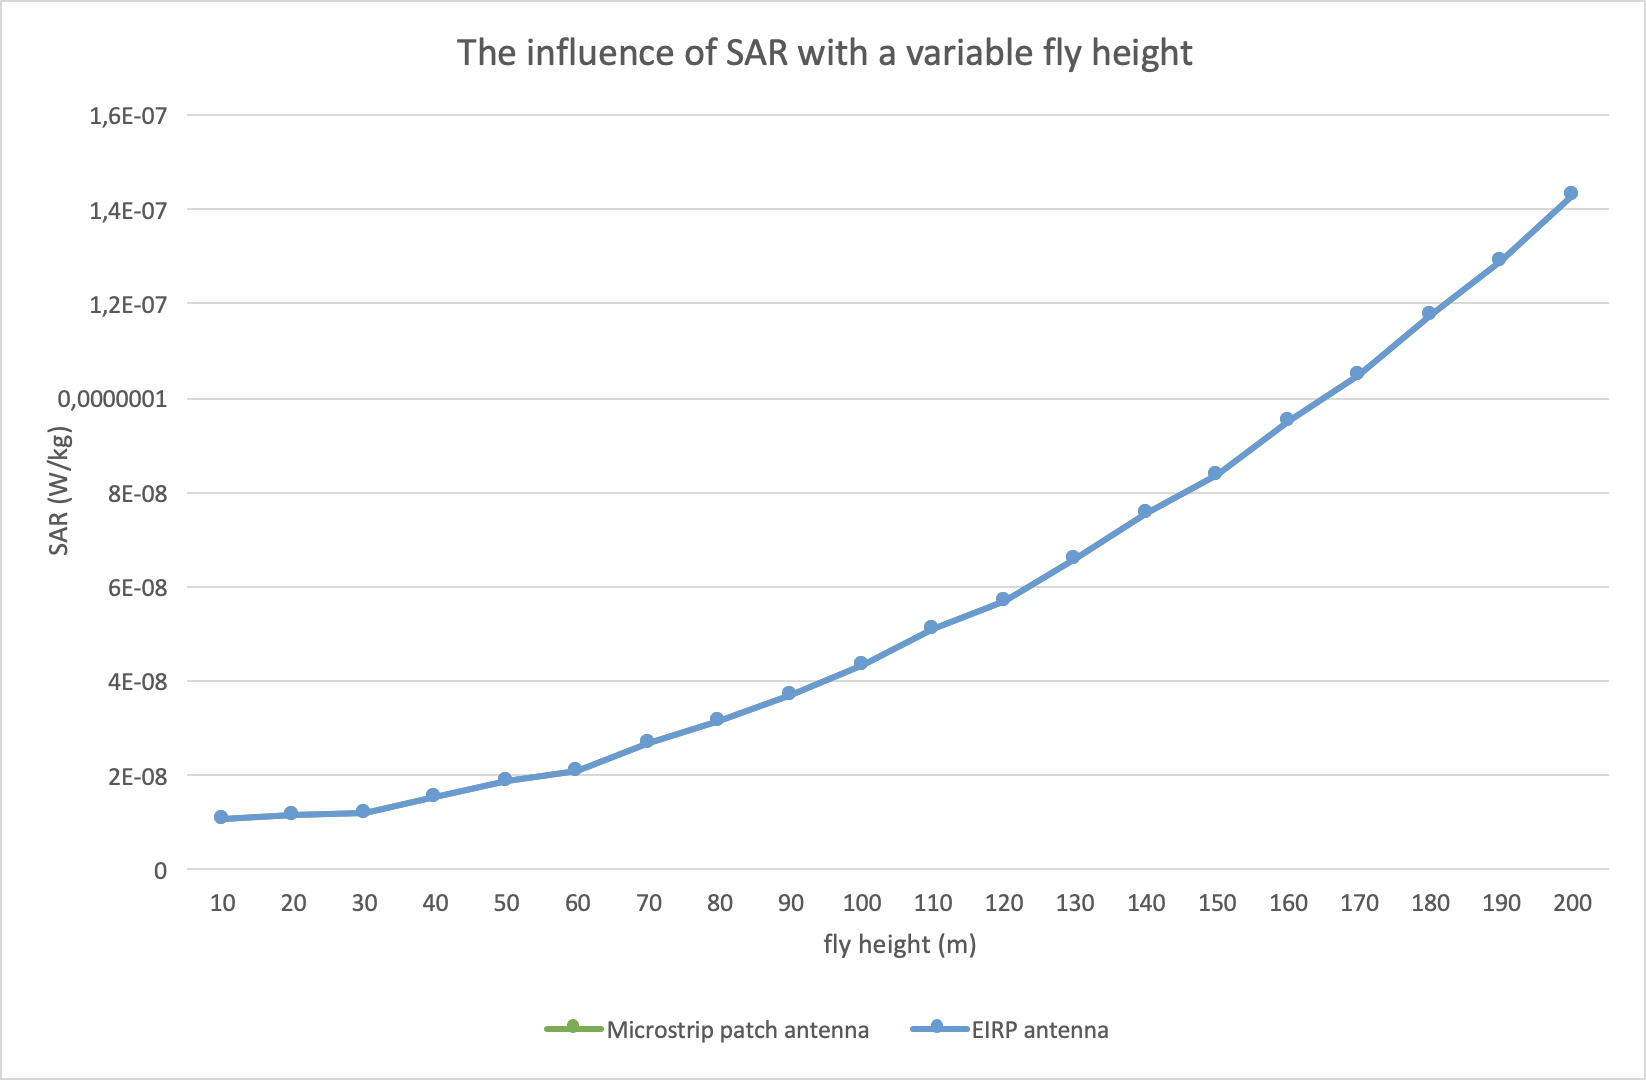 The influence of SAR with a variable fly height
1,6E-07
1,4E-07
1,2E-07
0,0000001
8E-08
6E-08
4E-08
2E-08
0
SAR (W/kg)
10 20 30 40 50 60 70 80 90 100 110 120 130 140 150 160 170 180 190 200
fly height (m)
Microstrip patch antenna EIRP antenna